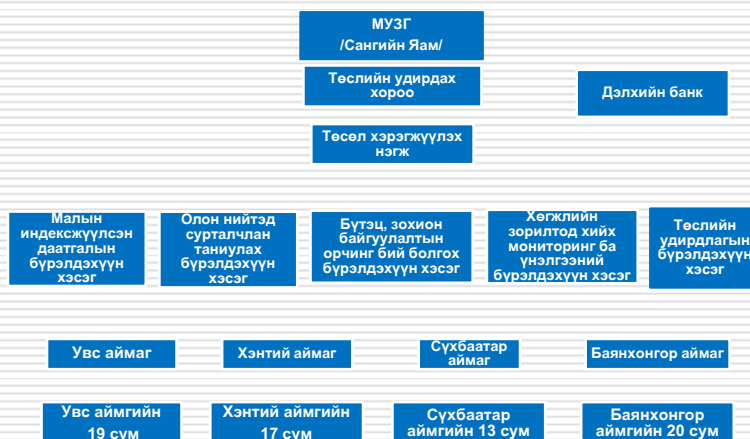 МУЗГ
/Сангийн Яам/
Төслийн удирдах
хороо
Дэлхийн банк
Төсөл хэрэгжүүлэх
нэгж
Малын
индексжүүлсэн
даатгалын
бүрэлдэхүүн
хэсэг
Олон нийтэд
сурталчлан
таниулах
бүрэлдэхүүн
хэсэг
Бүтэц, зохион
байгуулалтын
орчинг бий болгох
бүрэлдэхүүн хэсэг
Хөгжлийн
зорилтод хийх
мониторинг ба
үнэлгээний
бүрэлдэхүүн хэсэг
Төслийн
удирдлагын
бүрэлдэхүүн
хэсэг
Увс аймаг
Хэнтий аймаг
Сүхбаатар
аймаг
Баянхонгор аймаг
Увс аймгийн
19 сум
Хэнтий аймгийн
17 сум
Сүхбаатар
аймгийн 13 сум
Баянхонгор
аймгийн 20 сум